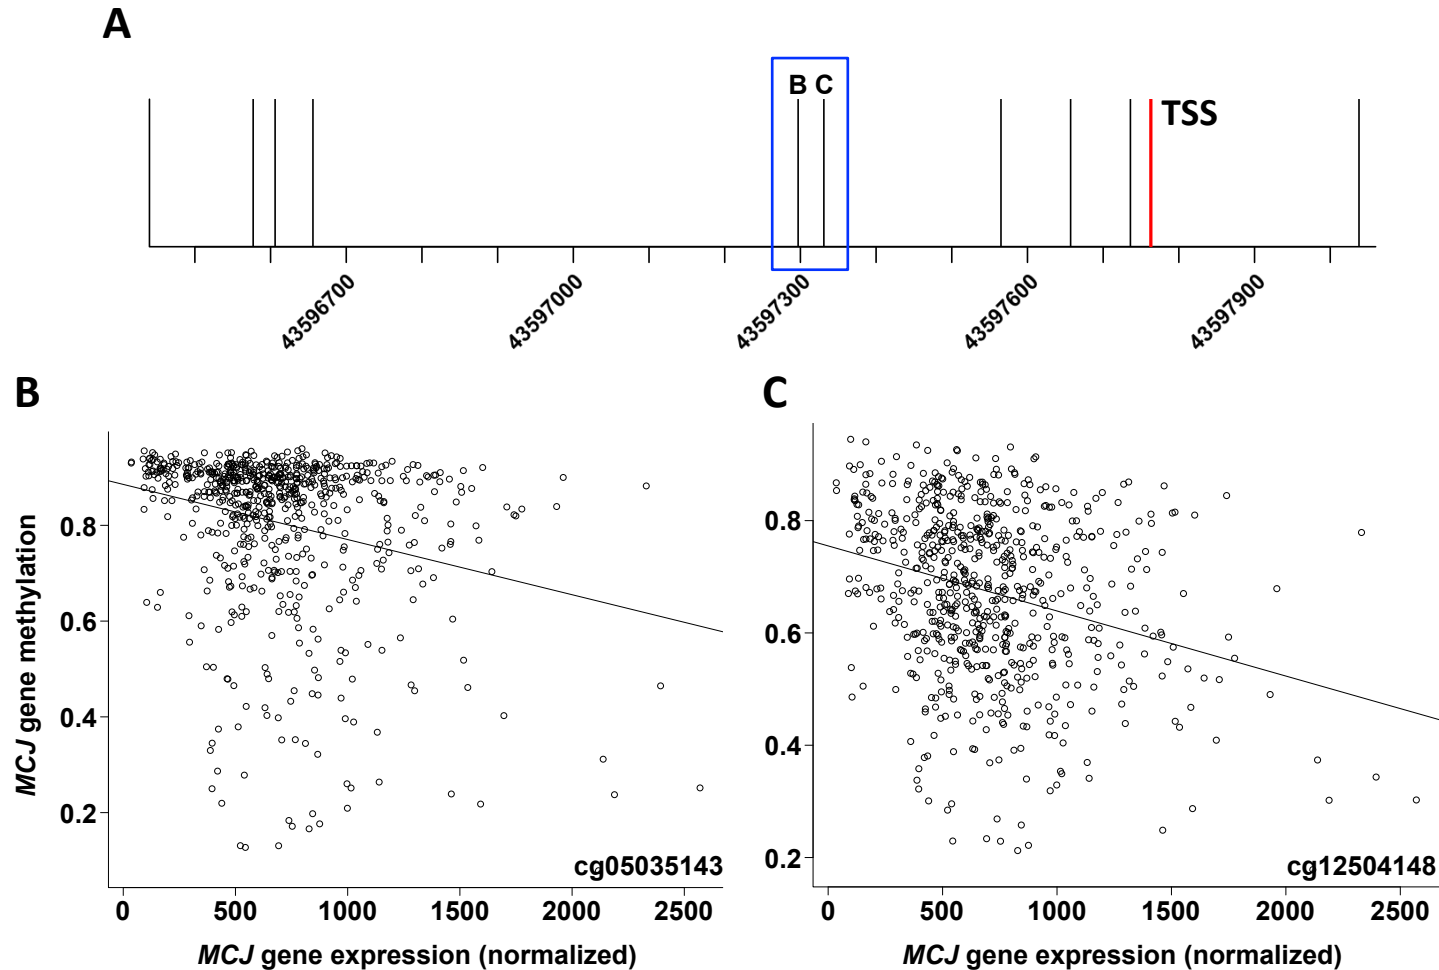 A
B C
TSS
43596700
43597000
43597300
43597600
43597900
B
MCJ gene methylation
0.8
0.6
0.4
0.2
cg05035143
0 500 1000 1500 2000 2500
MCJ gene expression (normalized)
C
0.8
0.6
0.4
0.2
cg12504148
0 500 1000 1500 2000 2500
MCJ gene expression (normalized)